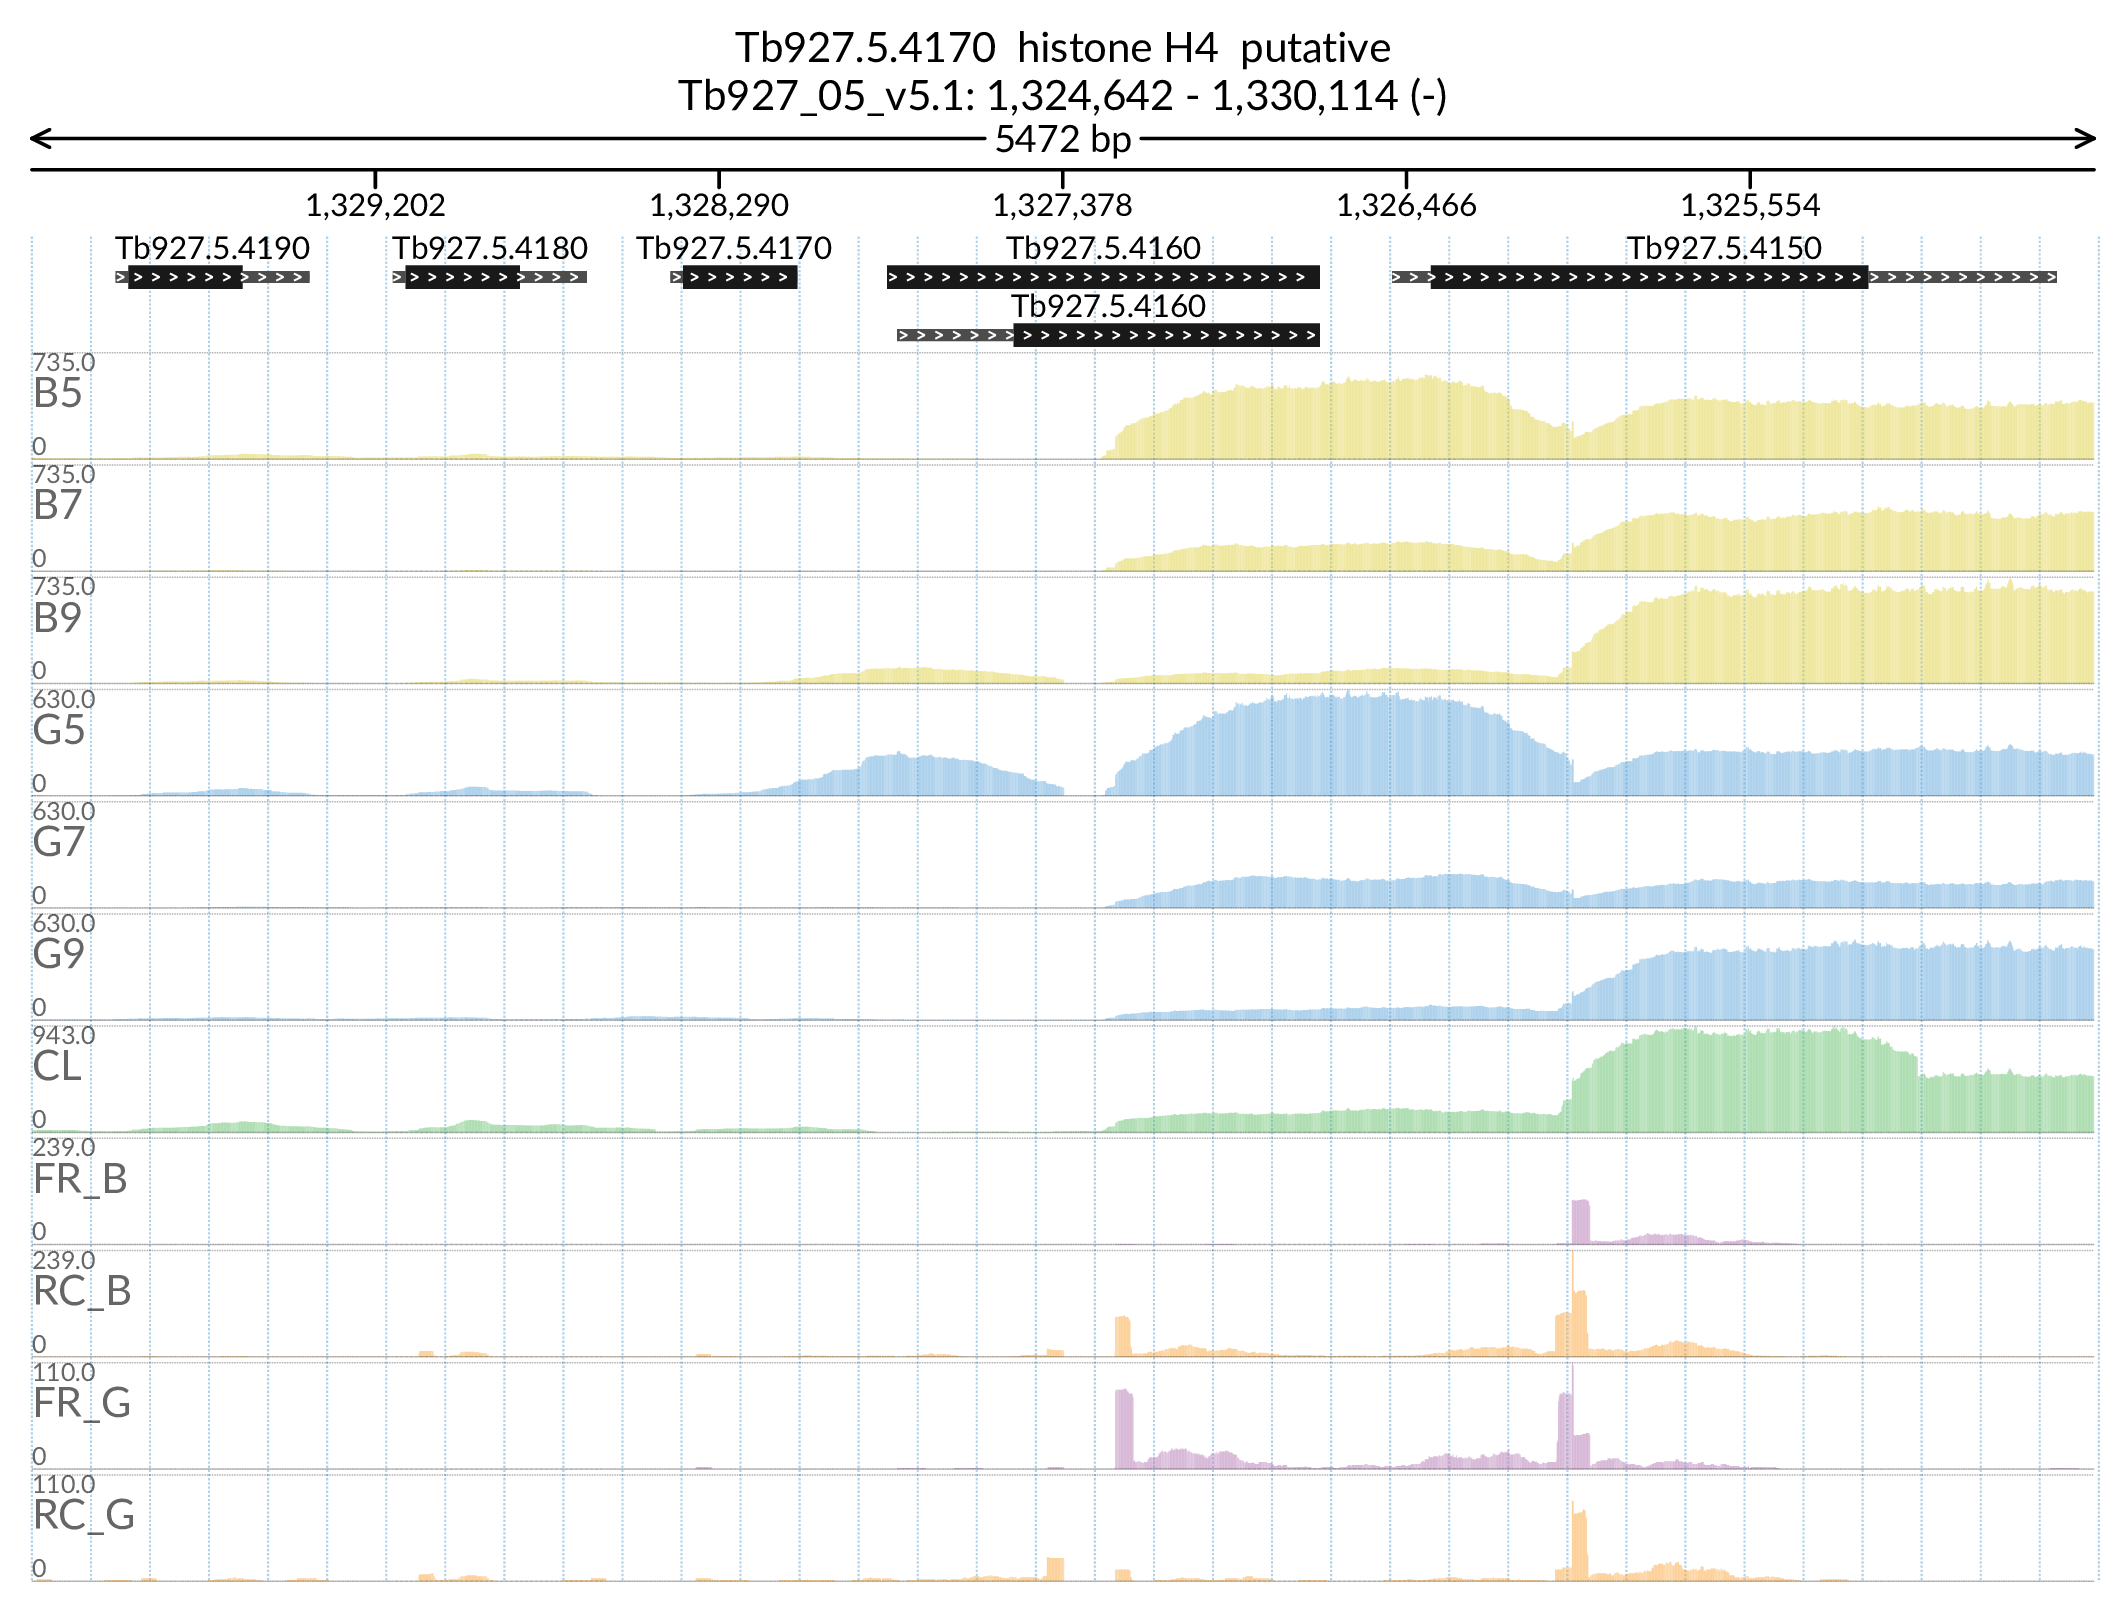 Tb927.5.4170  histone H4  putative
Tb927_05_v5.1: 1,324,642 - 1,330,114 (-)
5472 bp
1,329,202 1,328,290 1,327,378 1,326,466 1,325,554
Tb927.5.4190 Tb927.5.4180 Tb927.5.4170 Tb927.5.4160 Tb927.5.4150
Tb927.5.4160
735.0
B5
0
735.0
B7
0
735.0
B9
0
630.0
G5
0
630.0
G7
0
630.0
G9
0
943.0
CL
0
239.0
FR_B
0
239.0
RC_B
0
110.0
FR_G
0
110.0
RC_G
0